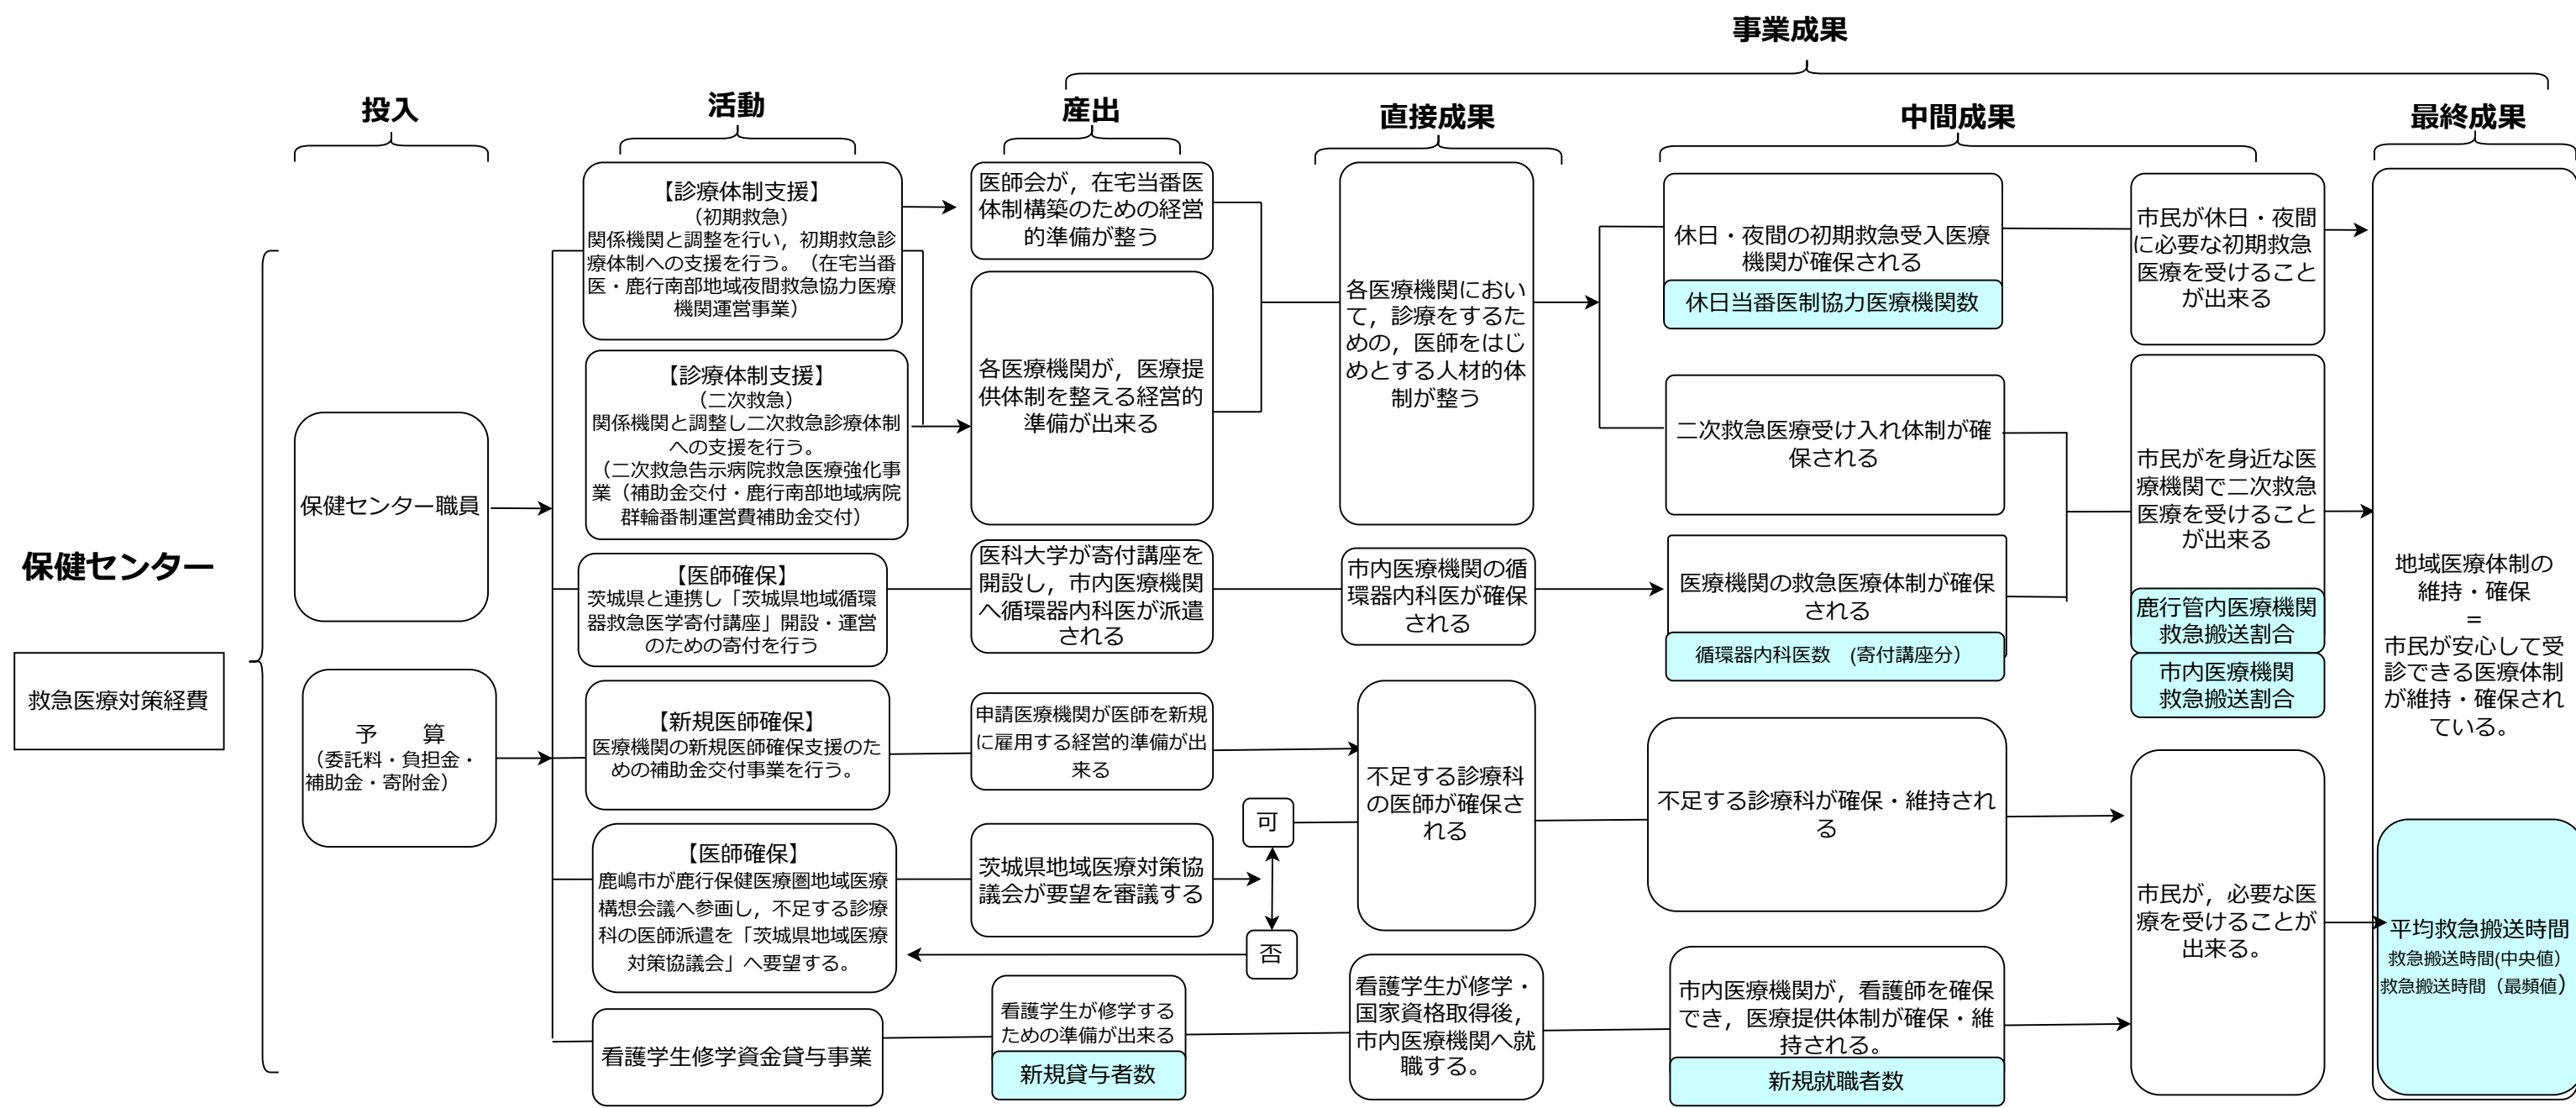 事業成果
投入
活動
産出
直接成果
中間成果
最終成果
保健センター
救急医療対策経費
保健センター職員
予　　算
（委託料・負担金・
補助金・寄附金）
【診療体制支援】
（初期救急）
関係機関と調整を行い，初期救急診
療体制への支援を行う。（在宅当番
医・鹿行南部地域夜間救急協力医療
機関運営事業）
【診療体制支援】
（二次救急）
関係機関と調整し二次救急診療体制
への支援を行う。
（二次救急告示病院救急医療強化事
業（補助金交付・鹿行南部地域病院
群輪番制運営費補助金交付）
【医師確保】
茨城県と連携し「茨城県地域循環
器救急医学寄付講座」開設・運営
のための寄付を行う
【新規医師確保】
医療機関の新規医師確保支援のた
めの補助金交付事業を行う。
【医師確保】
鹿嶋市が鹿行保健医療圏地域医療
構想会議へ参画し，不足する診療
科の医師派遣を「茨城県地域医療
対策協議会」へ要望する。
看護学生修学資金貸与事業
医師会が，在宅当番医
体制構築のための経営
的準備が整う
各医療機関が，医療提
供体制を整える経営的
準備が出来る
医科大学が寄付講座を
開設し，市内医療機関
へ循環器内科医が派遣
される
申請医療機関が医師を新規
に雇用する経営的準備が出
来る
茨城県地域医療対策協
議会が要望を審議する
可
否
看護学生が修学する
ための準備が出来る
新規貸与者数
各医療機関におい
て，診療をするた
めの，医師をはじ
めとする人材的体
制が整う
市内医療機関の循
環器内科医が確保
される
不足する診療科
の医師が確保さ
れる
看護学生が修学・
国家資格取得後，
市内医療機関へ就
職する。
休日・夜間の初期救急受入医療
機関が確保される
休日当番医制協力医療機関数
二次救急医療受け入れ体制が確
保される
医療機関の救急医療体制が確保
される
循環器内科医数　(寄付講座分）
不足する診療科が確保・維持され
る
市内医療機関が，看護師を確保
でき，医療提供体制が確保・維
持される。
新規就職者数
市民が休日・夜間
に必要な初期救急
医療を受けること
が出来る
市民がを身近な医
療機関で二次救急
医療を受けること
が出来る
鹿行管内医療機関
救急搬送割合
市内医療機関
救急搬送割合
市民が，必要な医
療を受けることが
出来る。
地域医療体制の
維持・確保
＝
市民が安心して受
診できる医療体制
が維持・確保され
ている。
平均救急搬送時間
救急搬送時間(中央値）
救急搬送時間（最頻値）